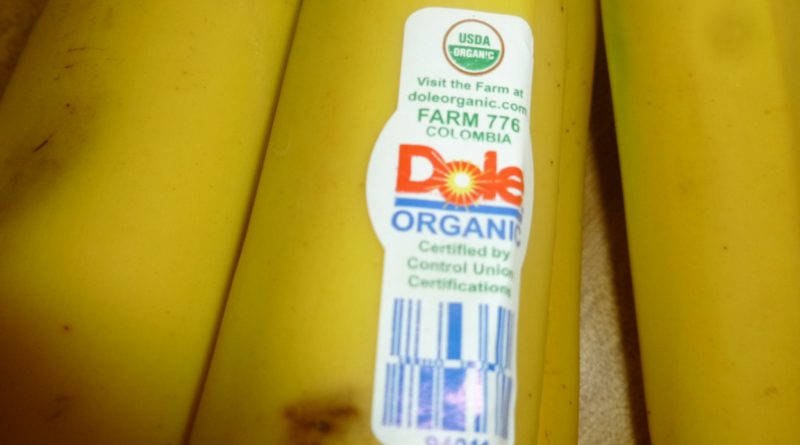 USDA
ORGANIC
Visit the Farm at
doleorganic.com
FARM 776
COLOMBIA
Dole
ORGANIC
Certified by
Control Union
Certifications